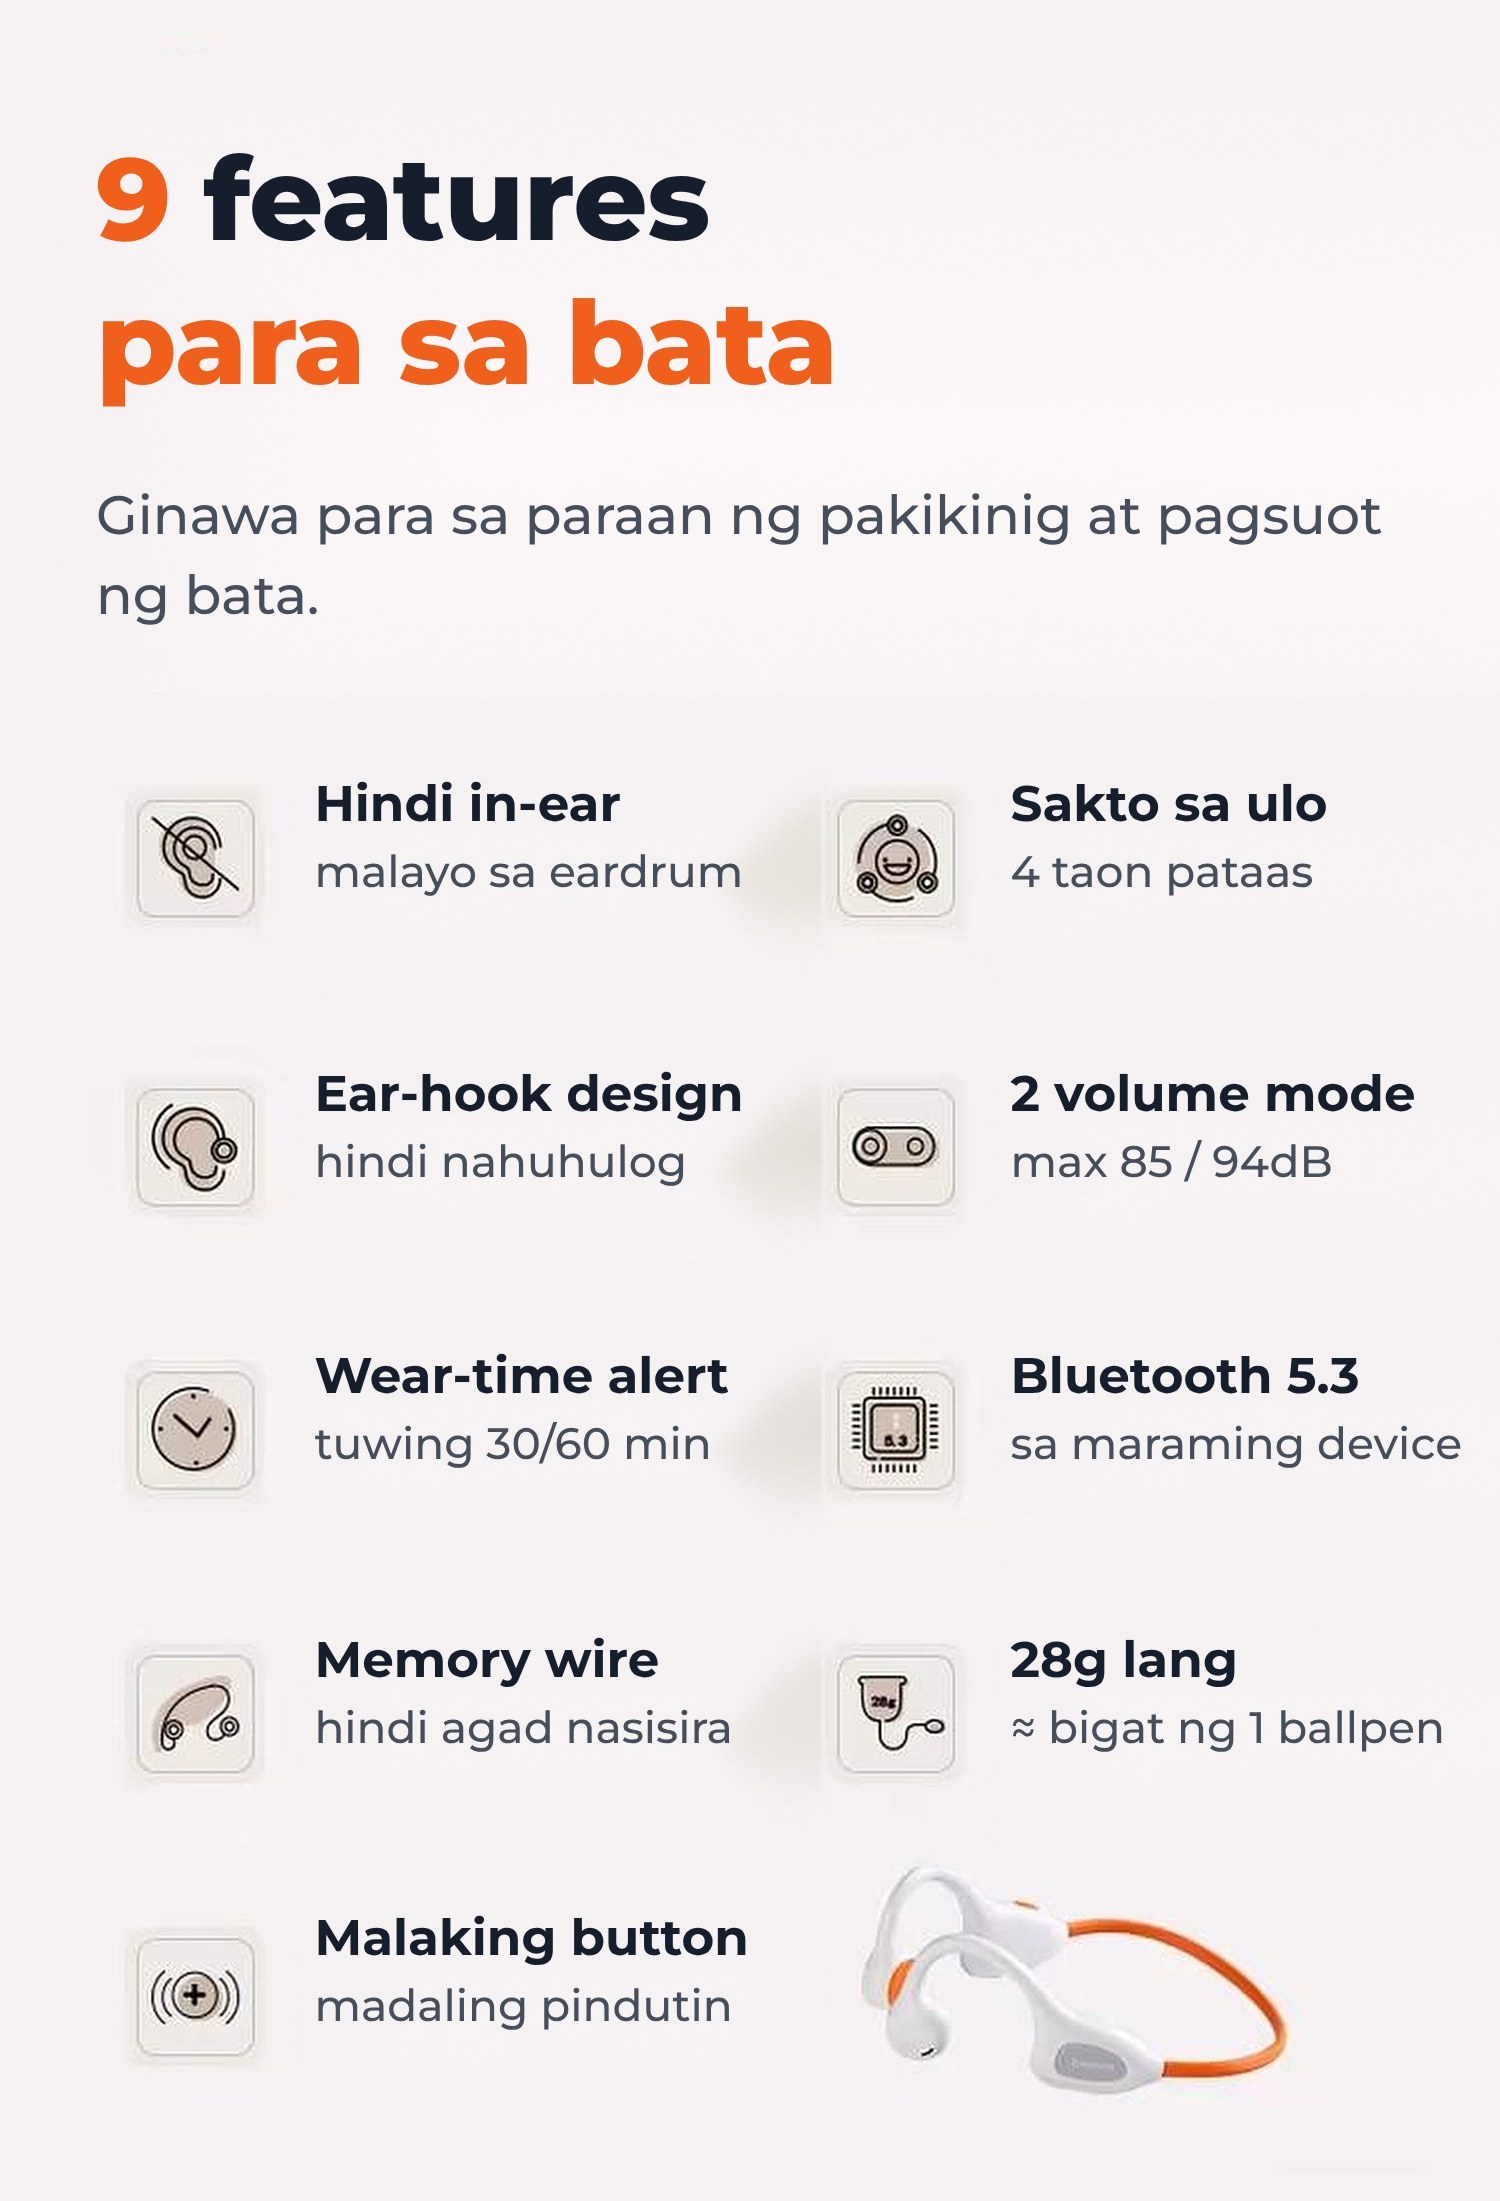 9 features
para sa bata
Ginawa para sa paraan ng pakikinig at pagsuot
ng bata.
Hindi in-ear
malayo sa eardrum
Sakto sa ulo
4 taon pataas
Ear-hook design
hindi nahuhulog
2 volume mode
max 85 / 94dB
Wear-time alert
tuwing 30/60 min
5.3
Bluetooth 5.3
sa maraming device
Memory wire
hindi agad nasisira
28g
28g lang
≈ bigat ng 1 ballpen
Malaking button
madaling pindutin